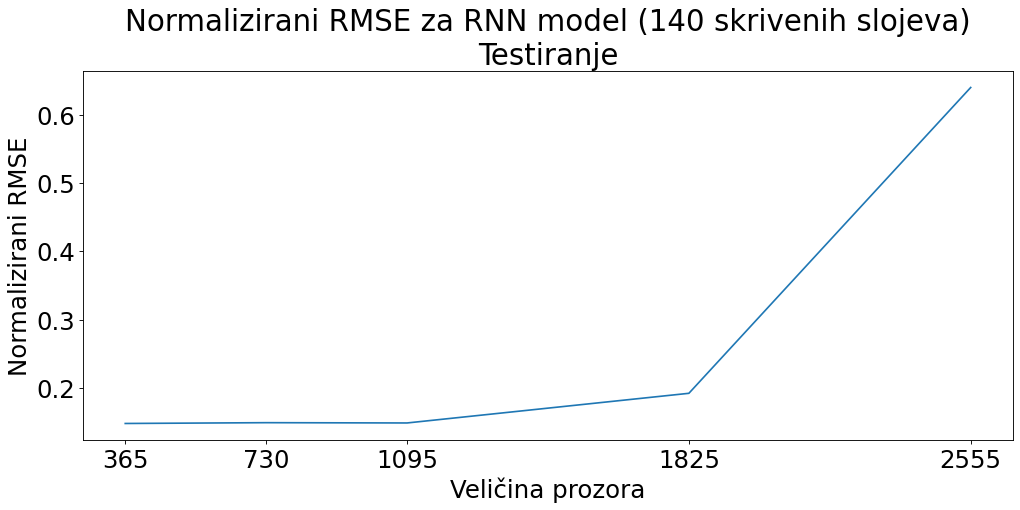 Normalizirani RMSE za RNN model (140 skrivenih slojeva)
Testiranje
Normalizirani RMSE
0.6
0.5
0.4
0.3
0.2
365 730 1095 1825 2555
Veličina prozora